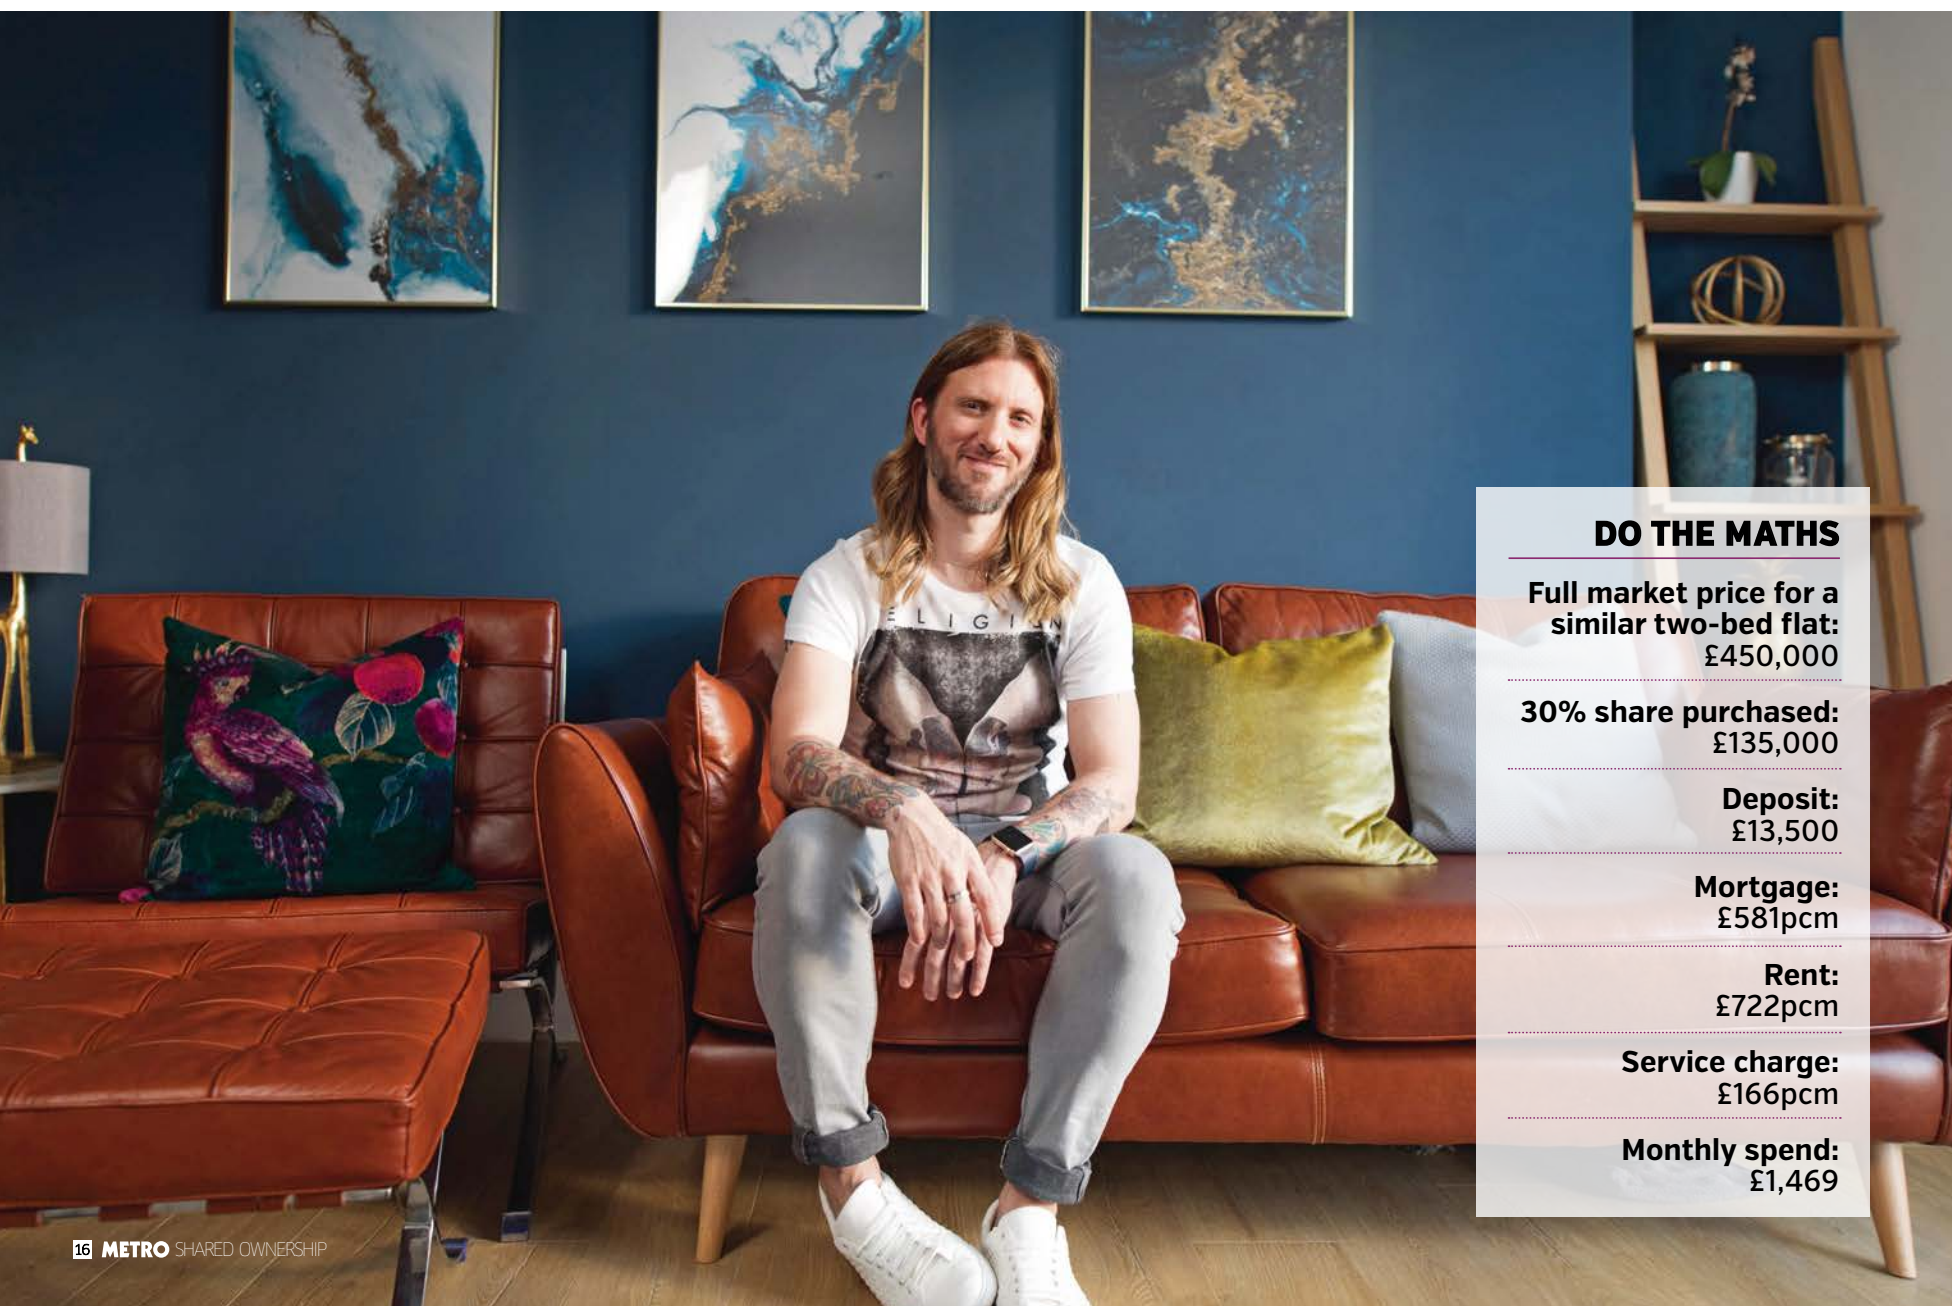 ELIGION
DO THE MATHS
Full market price for a
similar two-bed flat:
£450,000
30% share purchased:
£135,000
Deposit:
£13,500
Mortgage:
£581pcm
Rent:
£722pcm
Service charge:
£166pcm
Monthly spend:
£1,469
16 METRO SHARED OWNERSHIP